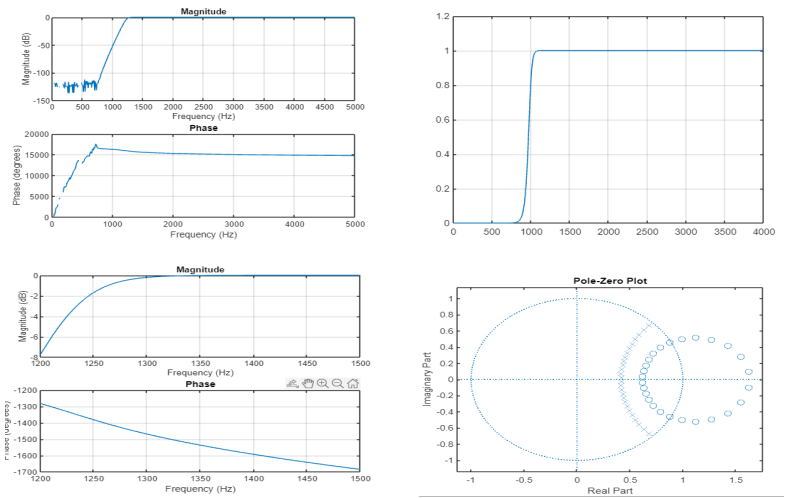 Magnitude
0
-50
-100
-150
Magnitude (dB)
0 500 1000 1500 2000 2500 3000 3500 4000 4500 5000
Frequency (Hz)
Phase
20000
15000
10000
5000
0
Phase (degrees)
0 1000 2000 3000 4000 5000
Frequency (Hz)
1.2
1
0.8
0.6
0.4
0.2
0
0 500 1000 1500 2000 2500 3000 3500 4000
Magnitude
0
-2
-4
-6
-8
Magnitude (dB)
1200 1250 1300 1350 1400 1450 1500
Frequency (Hz)
Phase
-1200
-1300
-1400
-1500
-1600
-1700
1200 1250 1300 1350 1400 1450 1500
Frequency (Hz)
Pole-Zero Plot
1
0.8
0.6
0.4
0.2
0
-0.2
-0.4
-0.6
-0.8
-1
Imaginary Part
-1 -0.5 0 0.5 1 1.5
Real Part